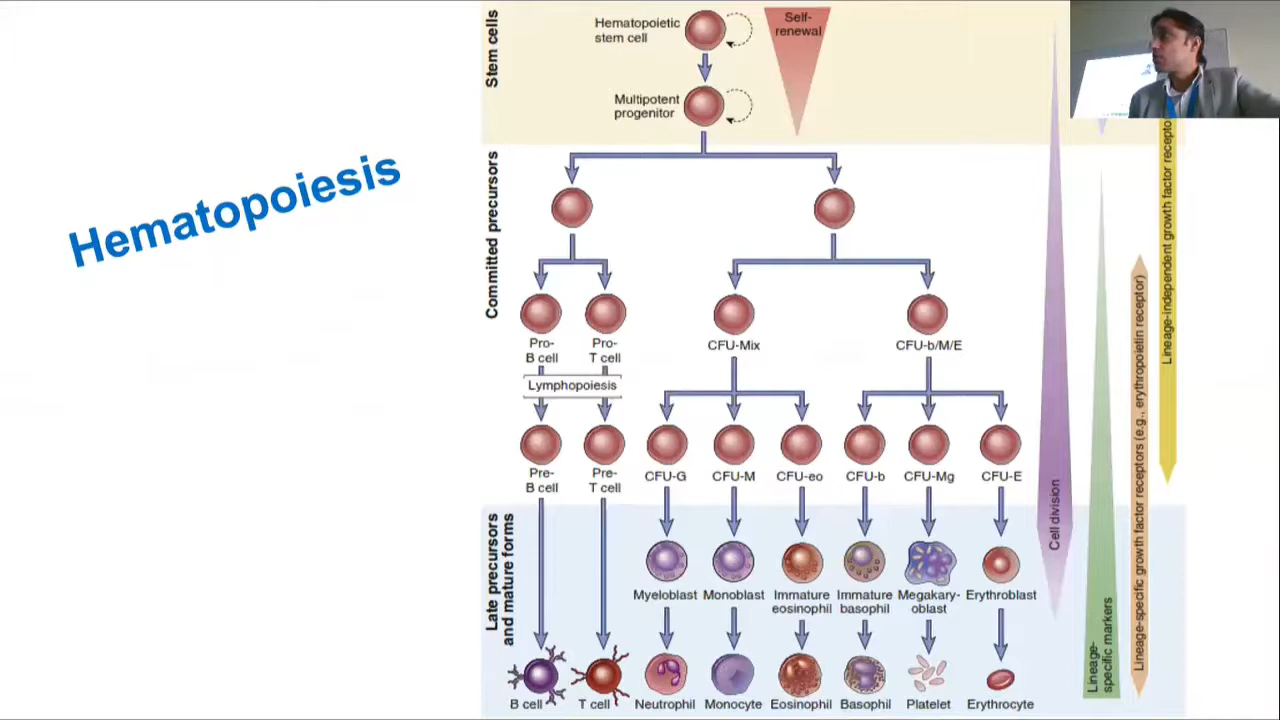 Hematopoiesis
Stem cells
Hematopoietic
stem cell
Self-
renewal
Multipotent
progenitor
Committed precursors
Pro-
B cell
Pro-
T cell
CFU-Mix
CFU-b/M/E
Lymphopoiesis
Pre-
B cell
Pre-
T cell
CFU-G
CFU-M
CFU-eo
CFU-b
CFU-Mg
CFU-E
Late precursors
and mature forms
Myeloblast
Monoblast
Immature
eosinophil
Immature
basophil
Megakary-
oblast
Erythroblast
B cell
T cell
Neutrophil
Monocyte
Eosinophil
Basophil
Platelet
Erythrocyte
Cell division
Lineage-
specific markers
Lineage-specific growth factor receptors (e.g., erythropoietin receptor)
Lineage-independent growth factor